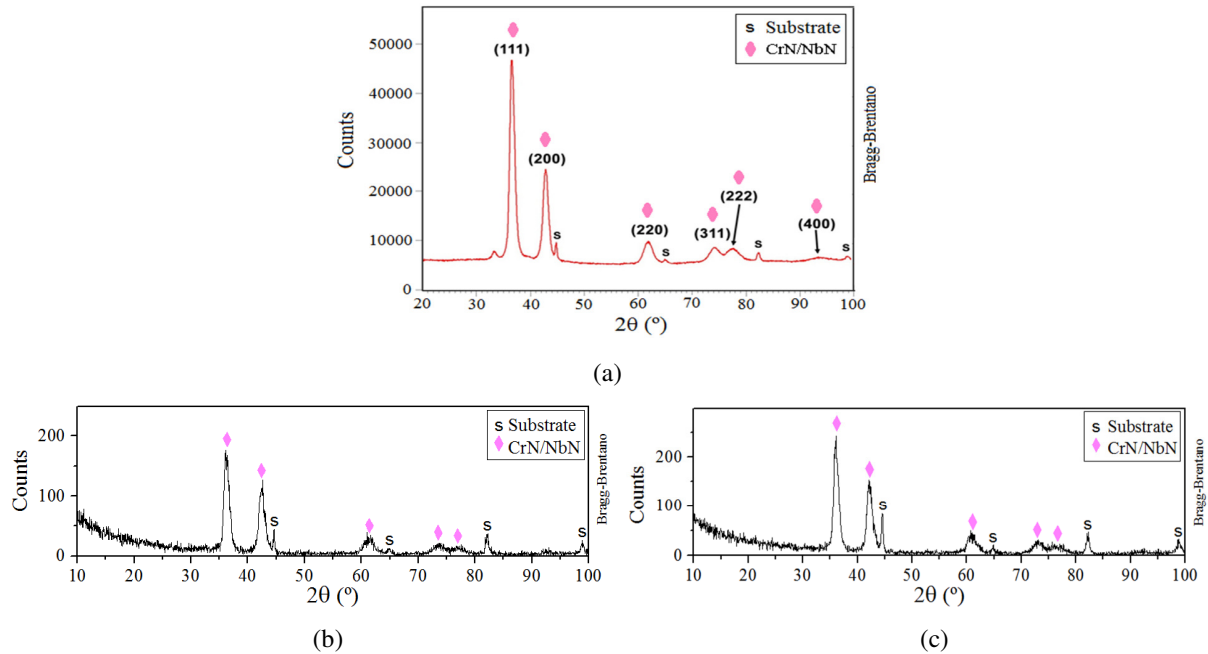 s Substrate
CrN/NbN
(111)
(200)
(220)
(311)
(222)
(400)
s
s
s
s
Counts
50000
40000
30000
20000
10000
0
20 30 40 50 60 70 80 90 100
2θ (º)
Bragg-Brentano
(a)
s Substrate
CrN/NbN
s
s
s
s
Counts
200
100
0
10 20 30 40 50 60 70 80 90 100
2θ (º)
Bragg-Brentano
(b)
s Substrate
CrN/NbN
s
s
s
s
Counts
200
100
0
10 20 30 40 50 60 70 80 90 100
2θ (º)
Bragg-Brentano
(c)